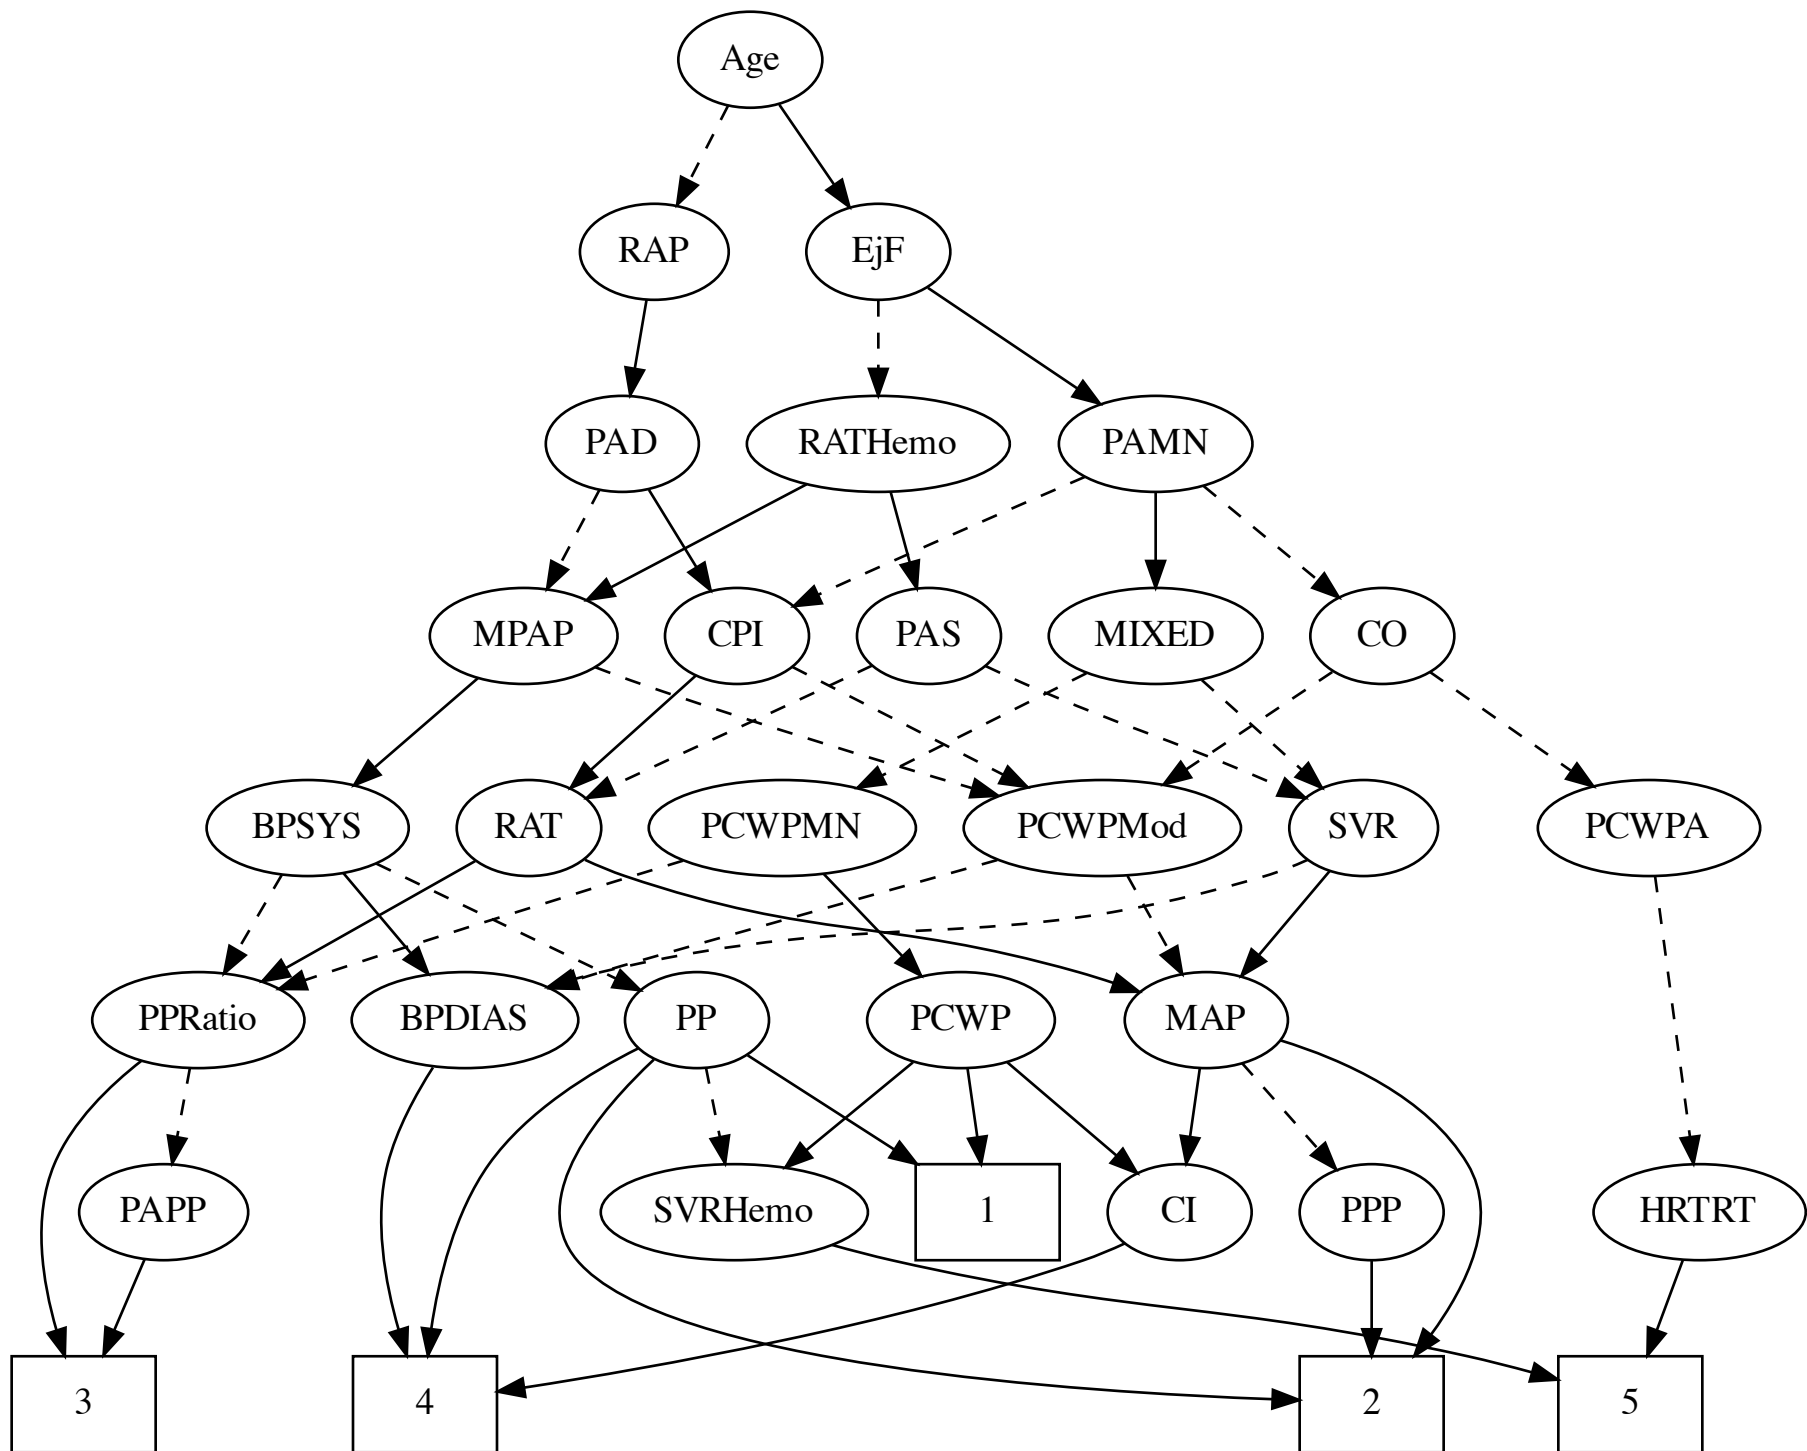 Age
RAP
EjF
PAD
RATHemo
PAMN
MPAP
CPI
PAS
MIXED
CO
BPSYS
RAT
PCWPMN
PCWPMod
SVR
PCWPA
PPRatio
BPDIAS
PP
PCWP
MAP
PAPP
SVRHemo
1
CI
PPP
HRTRT
3
4
2
5